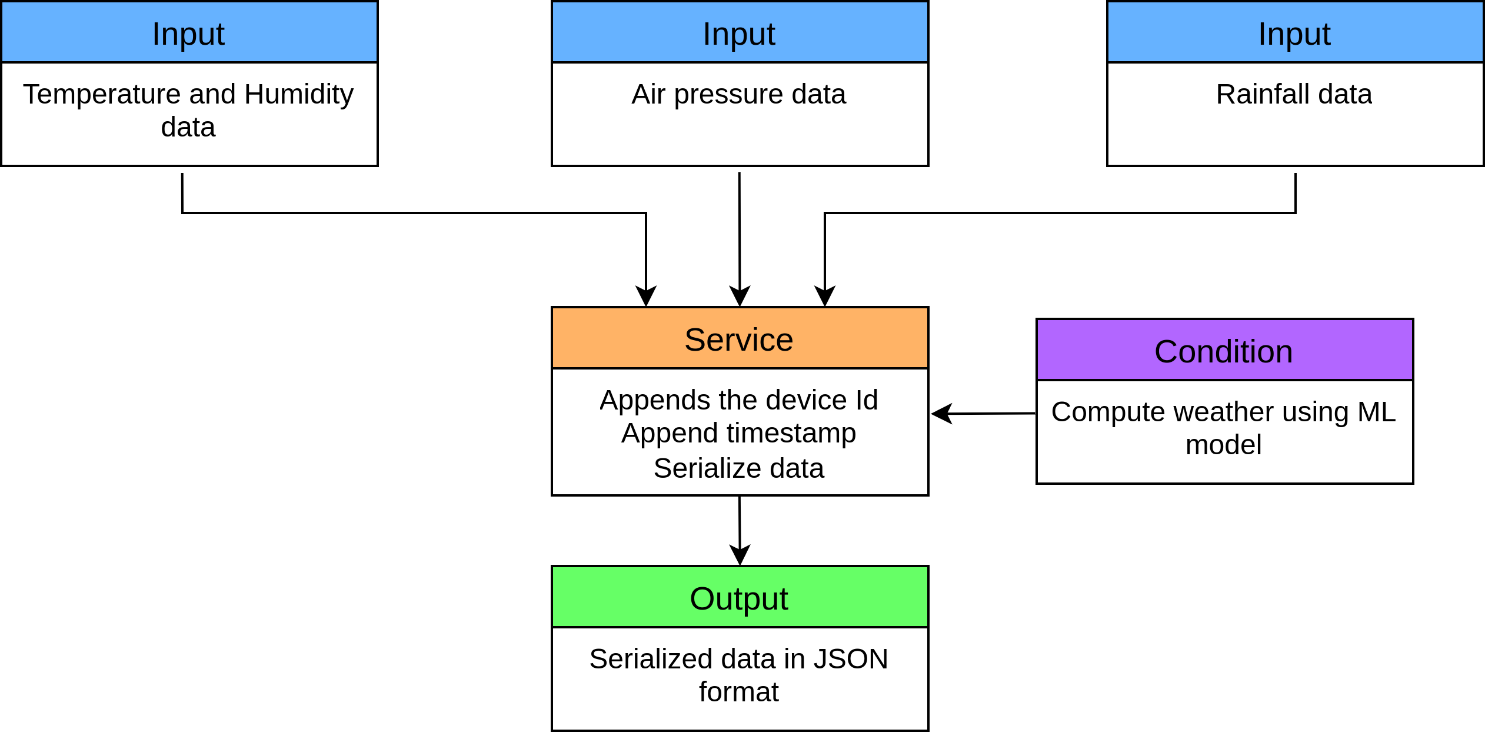 Input
Temperature and Humidity
data
Input
Air pressure data
Input
Rainfall data
Service
Appends the device Id
Append timestamp
Serialize data
Condition
Compute weather using ML
model
Output
Serialized data in JSON
format